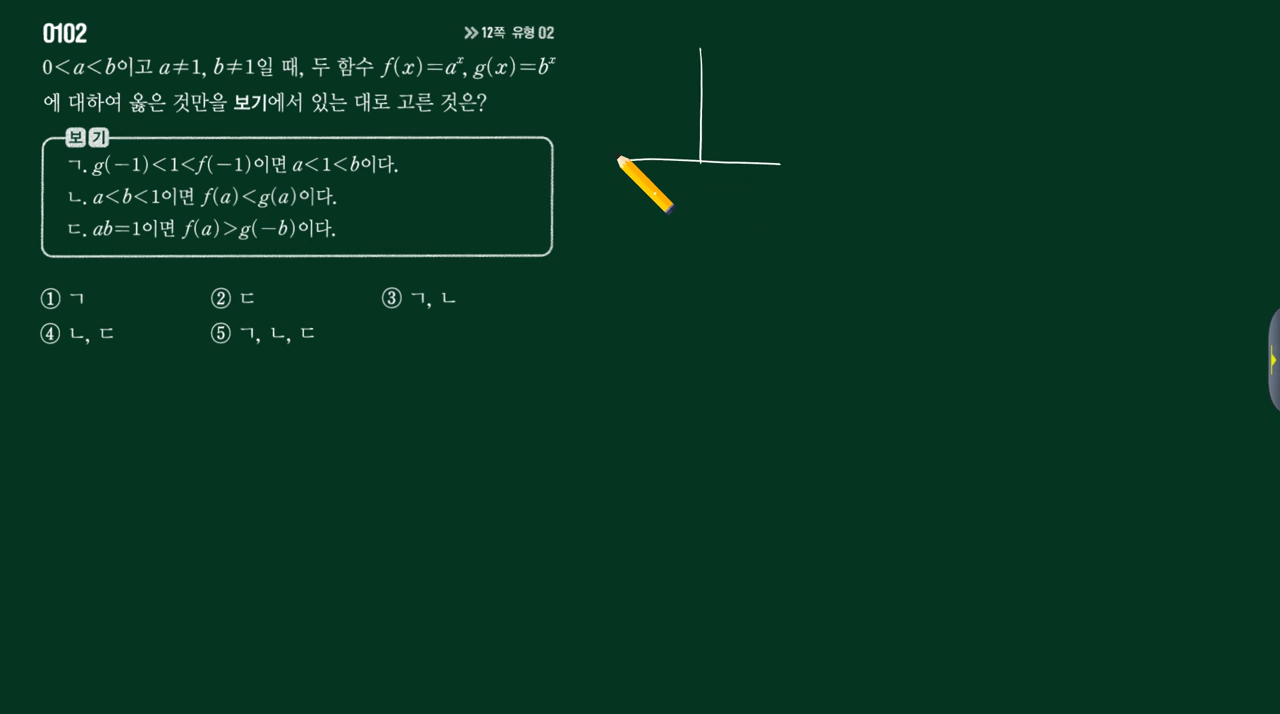 0102
12쪽 유형 02
0<a<b이고 a≠1, b≠1일 때, 두 함수 f(x)=aˣ, g(x)=bˣ
에 대하여 옳은 것만을 보기에서 있는 대로 고른 것은?
보기
ㄱ. g(−1)<1<f(−1)이면 a<1<b이다.
ㄴ. a<b<1이면 f(a)<g(a)이다.
ㄷ. ab=1이면 f(a)>g(−b)이다.
① ㄱ ② ㄷ ③ ㄱ, ㄴ
④ ㄴ, ㄷ ⑤ ㄱ, ㄴ, ㄷ